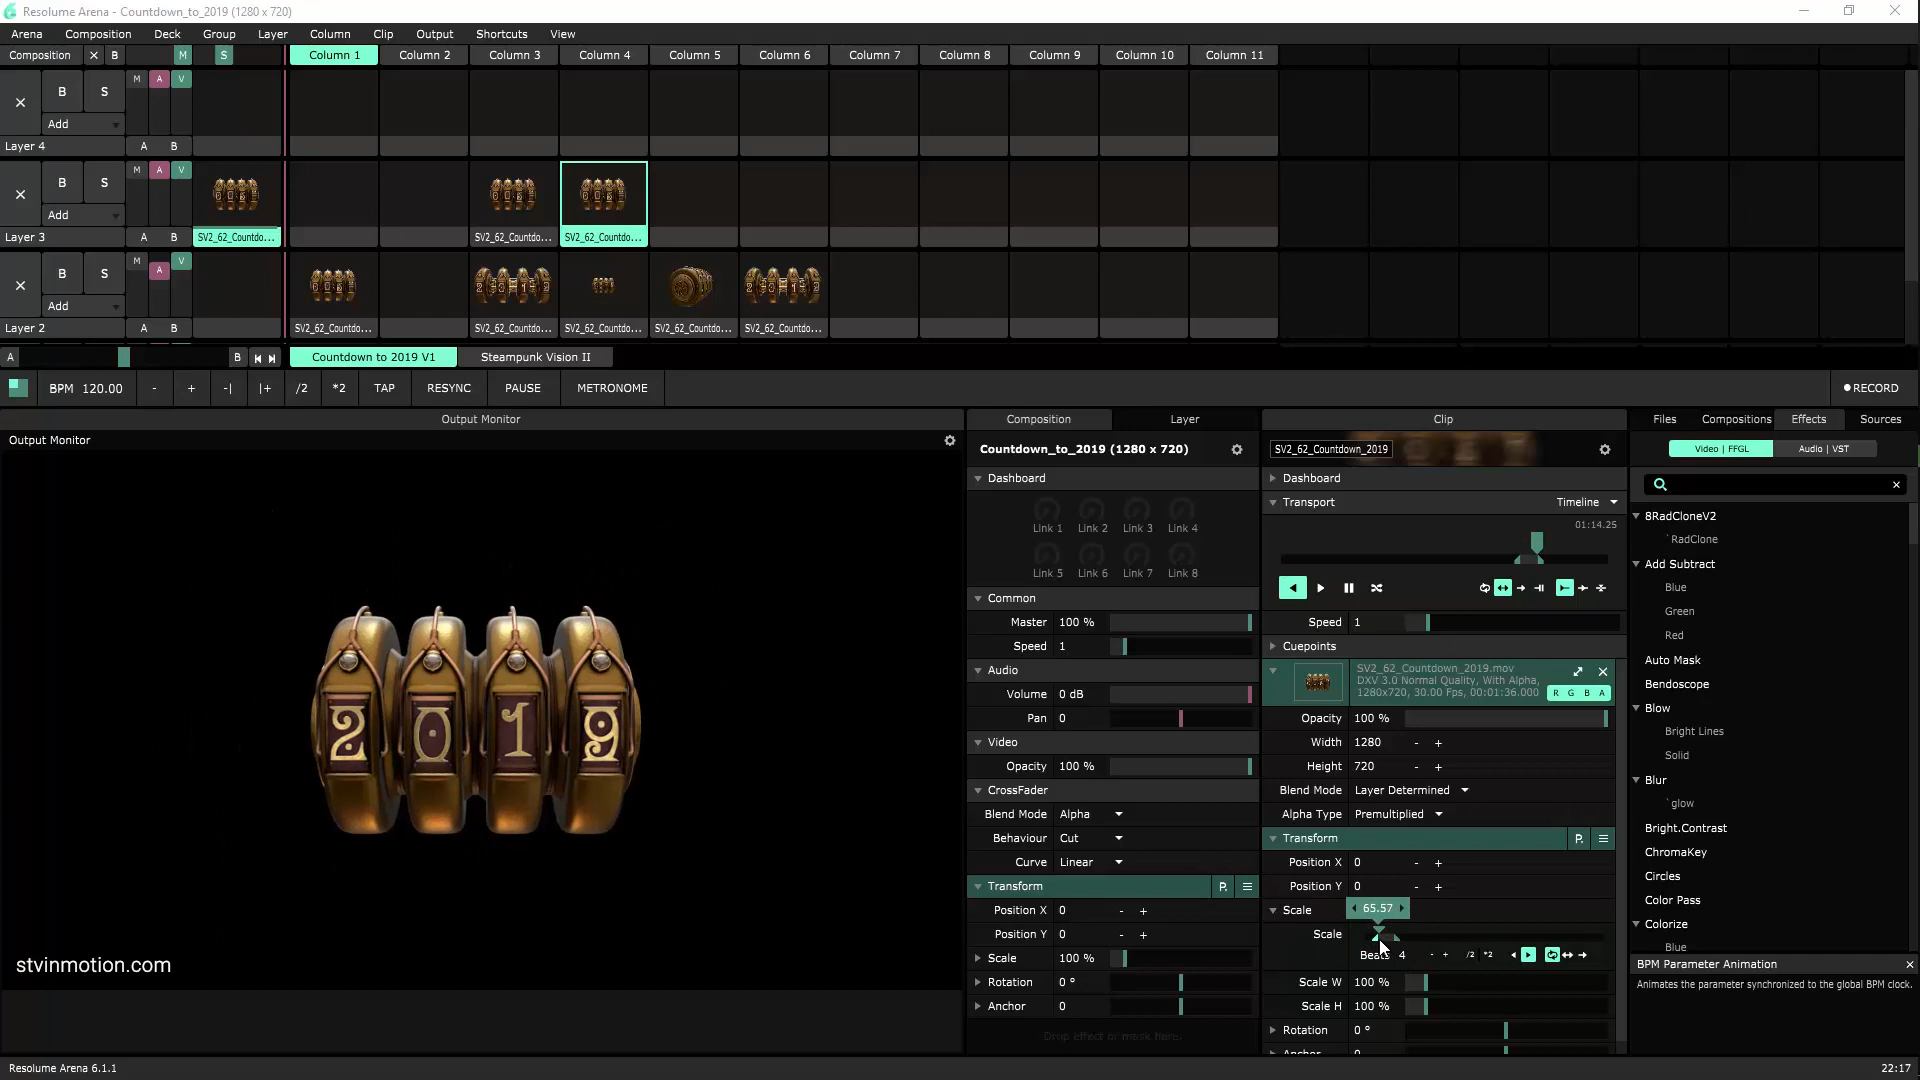 Resolume Arena - Countdown_to_2019 (1280 x 720)
Arena Composition Deck Group Layer Column Clip Output Shortcuts View
Composition B M S Column 1 Column 2 Column 3 Column 4 Column 5 Column 6 Column 7 Column 8 Column 9 Column 10 Column 11
M A V
B S
Add
Layer 4 A B
M A V
B S
Add
Layer 3 A B SV2_62_Countdo... SV2_62_Countdo... SV2_62_Countdo...
M A V
B S
Add
Layer 2 A B SV2_62_Countdo... SV2_62_Countdo... SV2_62_Countdo... SV2_62_Countdo... SV2_62_Countdo...
A B Countdown to 2019 V1 Steampunk Vision II
BPM 120.00 - + -| |+ /2 *2 TAP RESYNC PAUSE METRONOME RECORD
Output Monitor
Output Monitor
2019
stvinmotion.com
Composition Layer
Countdown_to_2019 (1280 x 720)
Dashboard
Link 1 Link 2 Link 3 Link 4
Link 5 Link 6 Link 7 Link 8
Common
Master 100 %
Speed 1
Audio
Volume 0 dB
Pan 0
Video
Opacity 100 %
CrossFader
Blend Mode Alpha
Behaviour Cut
Curve Linear
Transform P.
Position X 0 - +
Position Y 0 - +
Scale 100 %
Rotation 0 °
Anchor 0
Drop effect or mask here.
Clip
SV2_62_Countdown_2019
Dashboard
Transport Timeline
01:14.25
Speed 1
Cuepoints
SV2_62_Countdown_2019.mov
DXV 3.0 Normal Quality, With Alpha,
1280x720, 30.00 Fps, 00:01:36.000 R G B A
Opacity 100 %
Width 1280 - +
Height 720 - +
Blend Mode Layer Determined
Alpha Type Premultiplied
Transform P.
Position X 0 - +
Position Y 0 - +
Scale 65.57
Scale
Beats 4 - + /2 *2
Scale W 100 %
Scale H 100 %
Rotation 0 °
Anchor 0
Files Compositions Effects Sources
Video | FFGL Audio | VST
8RadCloneV2
`RadClone
Add Subtract
Blue
Green
Red
Auto Mask
Bendoscope
Blow
Bright Lines
Solid
Blur
`glow
Bright.Contrast
ChromaKey
Circles
Color Pass
Colorize
Blue
BPM Parameter Animation
Animates the parameter synchronized to the global BPM clock.
Resolume Arena 6.1.1 22:17